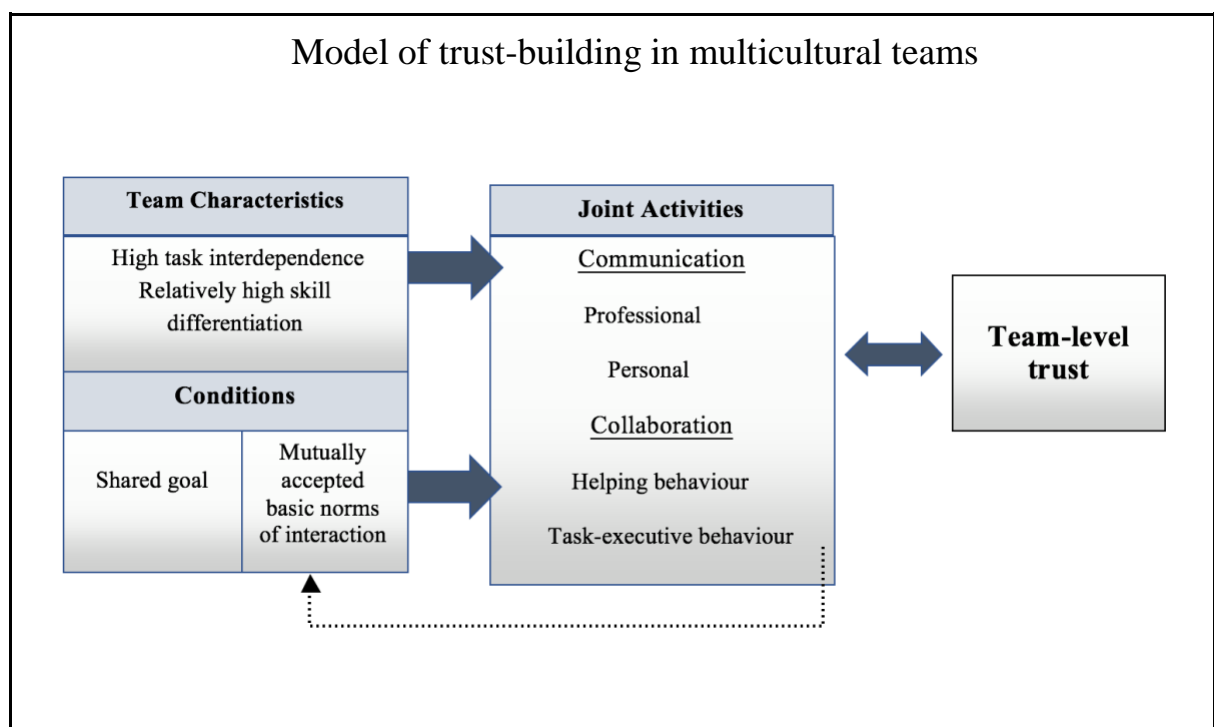 Model of trust-building in multicultural teams
Team Characteristics
High task interdependence
Relatively high skill
differentiation
Conditions
Shared goal
Mutually
accepted
basic norms
of interaction
Joint Activities
Communication
Professional
Personal
Collaboration
Helping behaviour
Task-executive behaviour
Team-level
trust